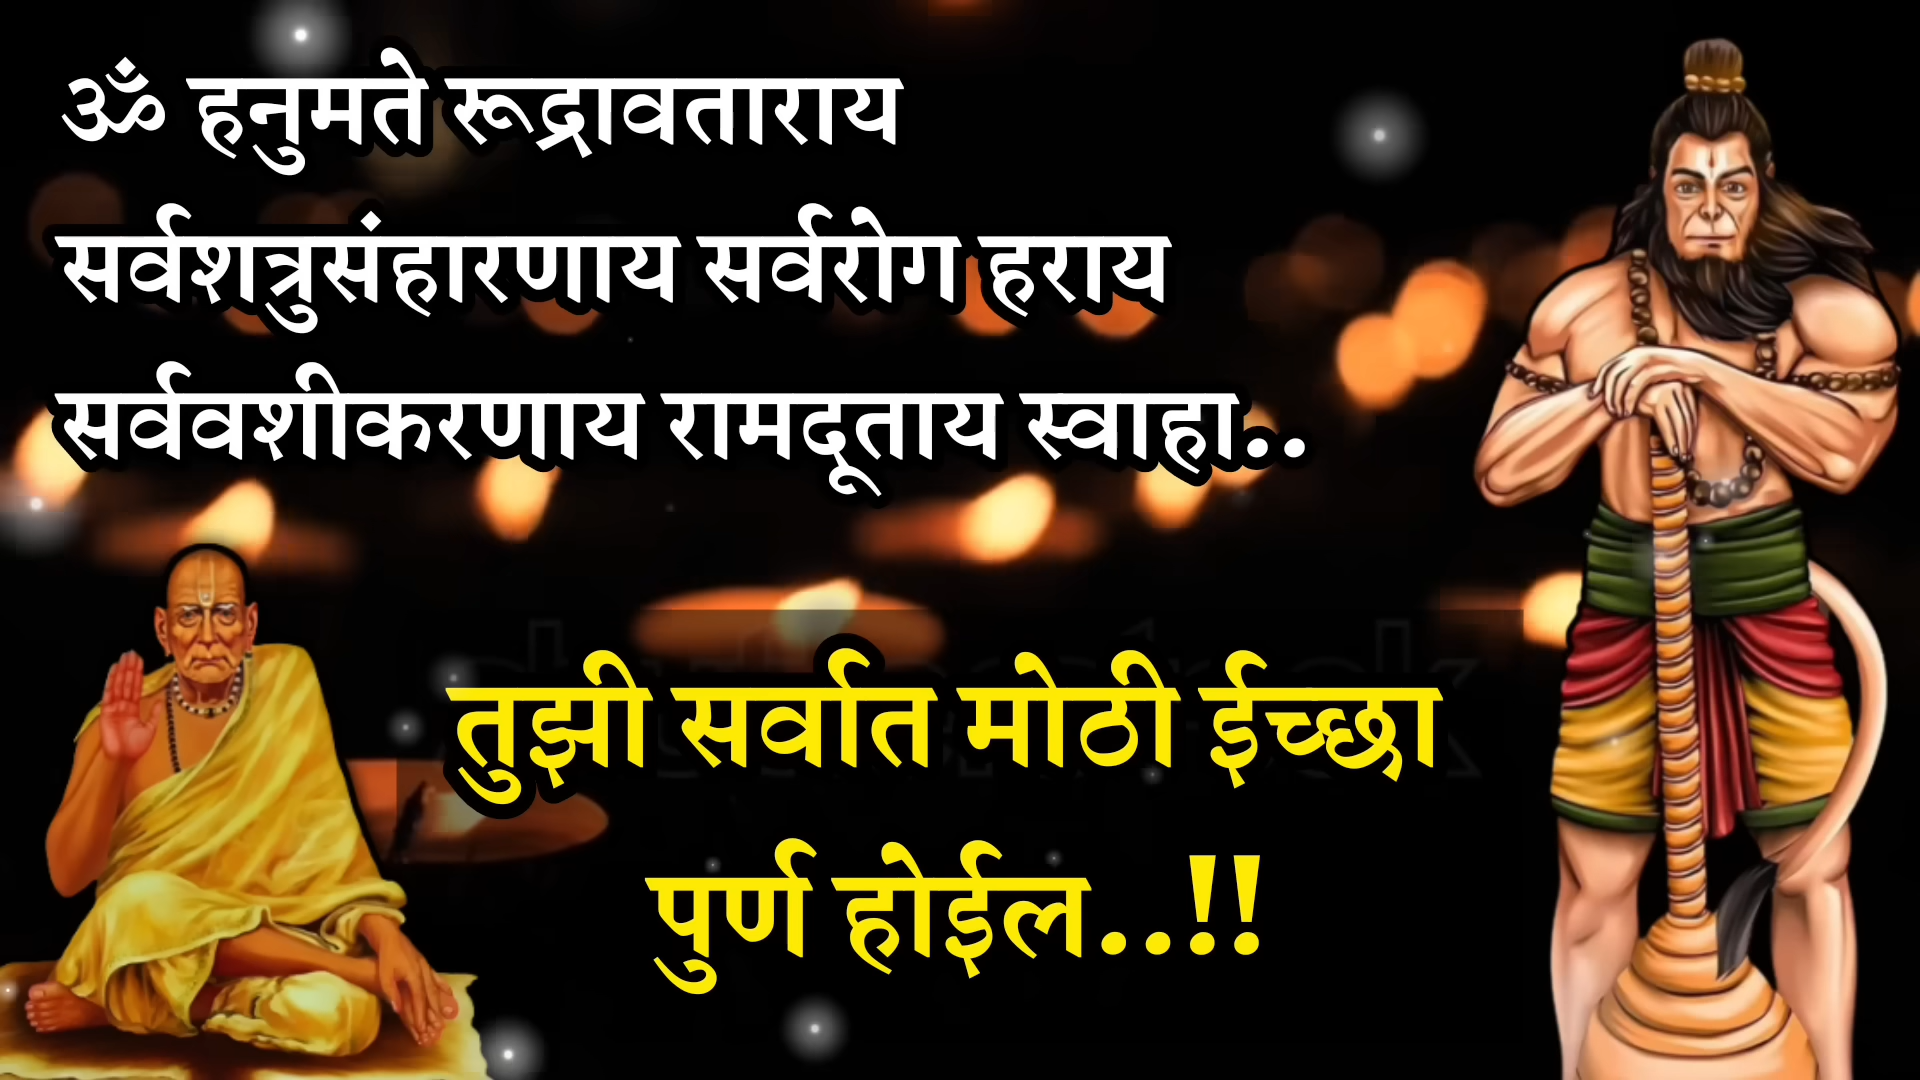 ॐ हनुमते रूद्रावताराय
सर्वशत्रुसंहारणाय सर्वरोग हराय
सर्ववशीकरणाय रामदूताय स्वाहा..
तुझी सर्वात मोठी ईच्छा
पुर्ण होईल..!!